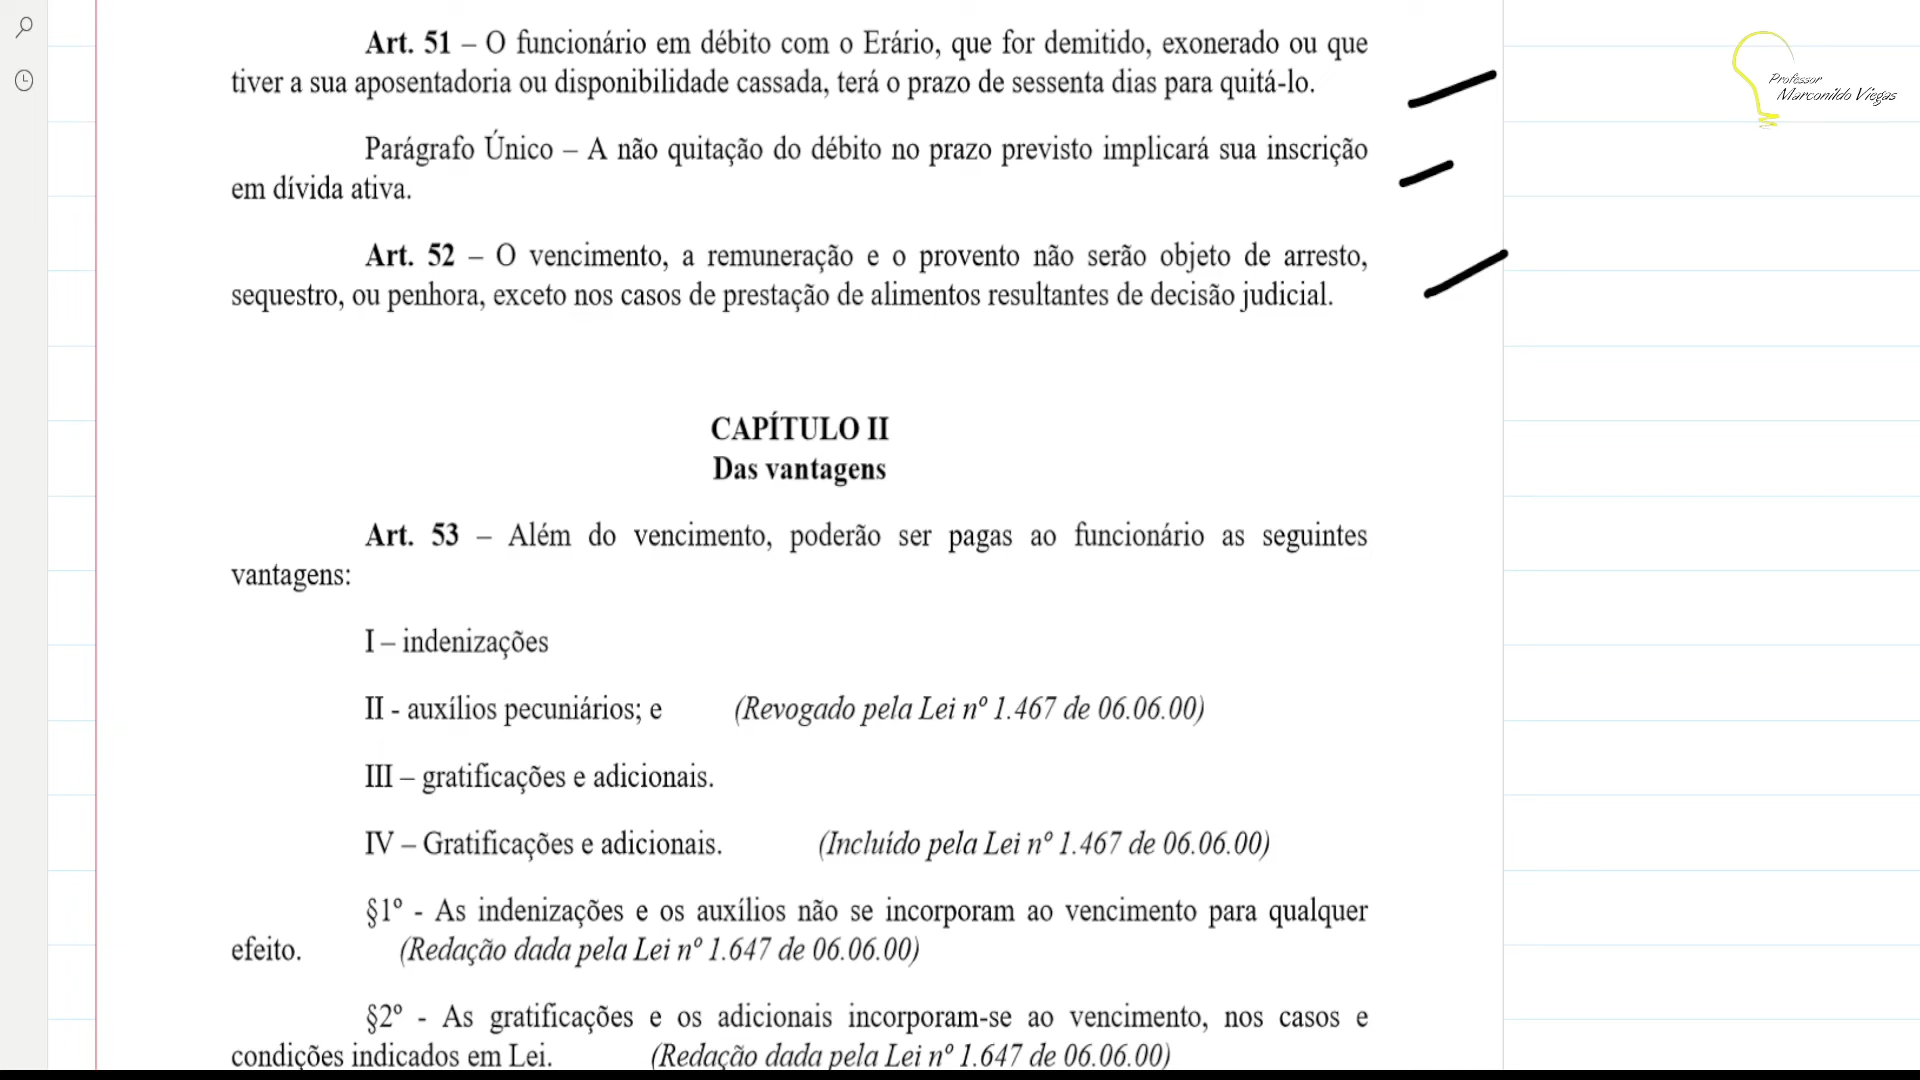 Art. 51 – O funcionário em débito com o Erário, que for demitido, exonerado ou que
tiver a sua aposentadoria ou disponibilidade cassada, terá o prazo de sessenta dias para quitá-lo.
Parágrafo Único – A não quitação do débito no prazo previsto implicará sua inscrição
em dívida ativa.
Art. 52 – O vencimento, a remuneração e o provento não serão objeto de arresto,
sequestro, ou penhora, exceto nos casos de prestação de alimentos resultantes de decisão judicial.
CAPÍTULO II
Das vantagens
Art. 53 – Além do vencimento, poderão ser pagas ao funcionário as seguintes
vantagens:
I – indenizações
II - auxílios pecuniários; e (Revogado pela Lei nº 1.467 de 06.06.00)
III – gratificações e adicionais.
IV – Gratificações e adicionais. (Incluído pela Lei nº 1.467 de 06.06.00)
§1º - As indenizações e os auxílios não se incorporam ao vencimento para qualquer
efeito. (Redação dada pela Lei nº 1.647 de 06.06.00)
§2º - As gratificações e os adicionais incorporam-se ao vencimento, nos casos e
condições indicados em Lei. (Redação dada pela Lei nº 1.647 de 06.06.00)
Professor
Marconildo Viegas